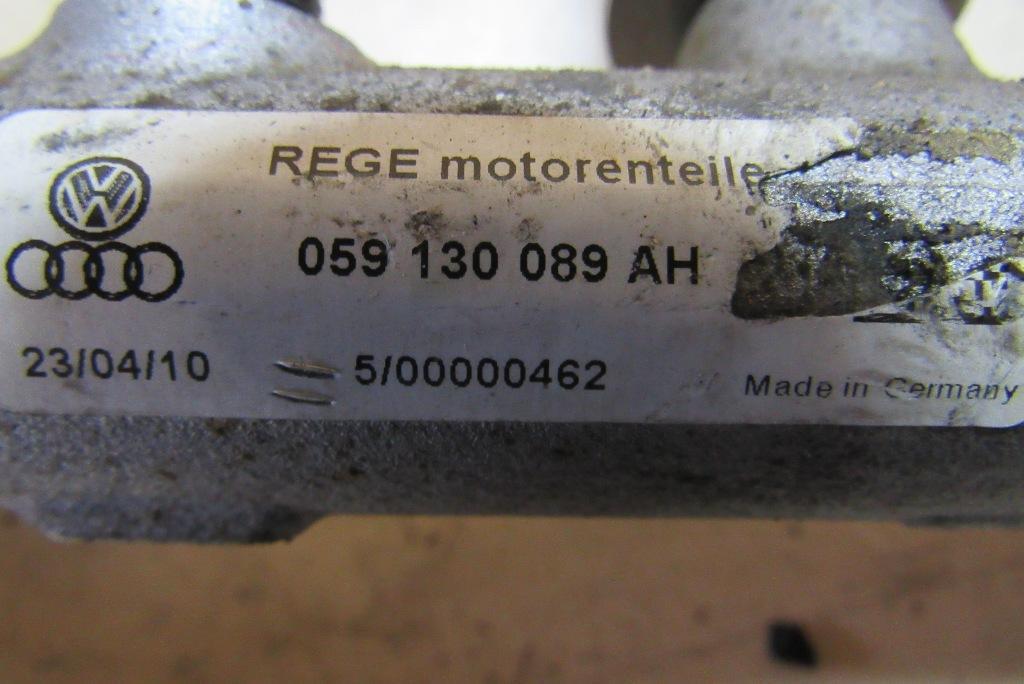 REGE motorenteile
059 130 089 AH
23/04/10 5/00000462
Made in Germany